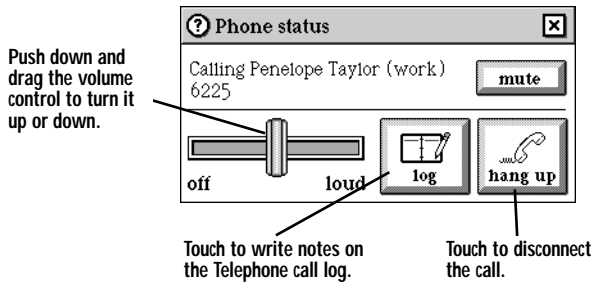 Phone status
Push down and
drag the volume
control to turn it
up or down.
Calling Penelope Taylor (work)
6225
mute
off
loud
log
hang up
Touch to write notes on
the Telephone call log.
Touch to disconnect
the call.